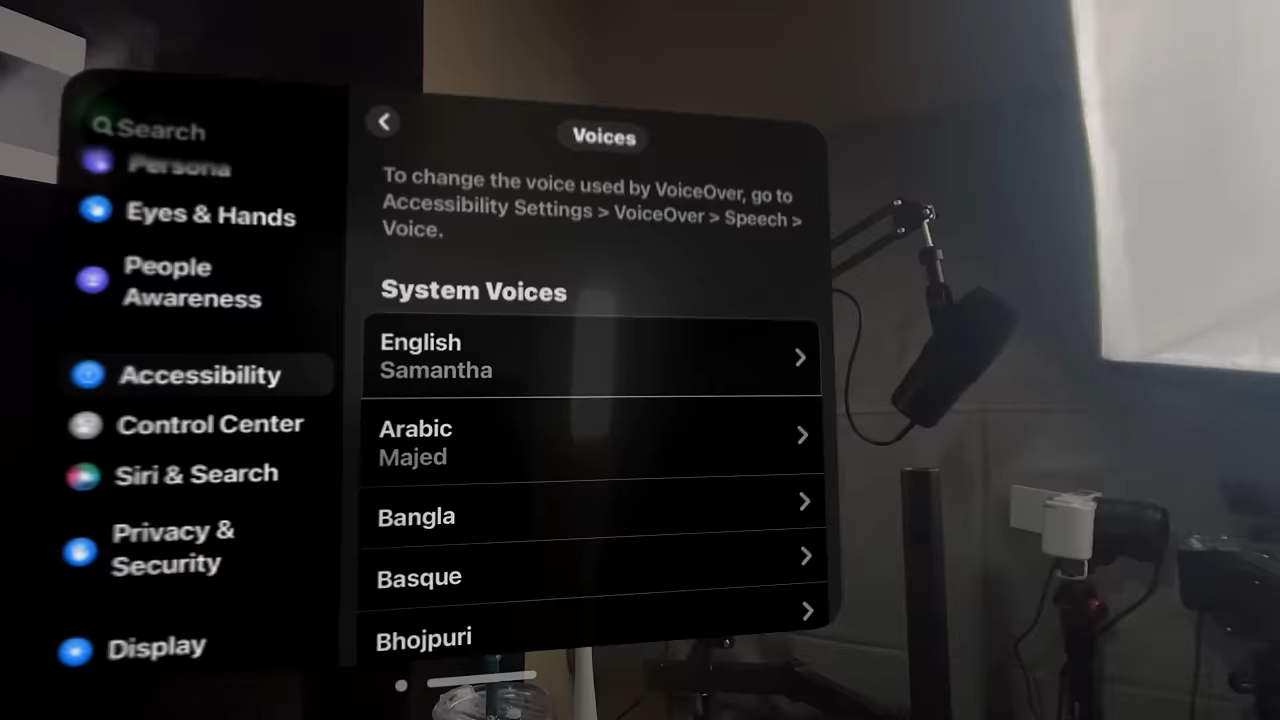 Search
Persona
Eyes & Hands
People
Awareness
Accessibility
Control Center
Siri & Search
Privacy &
Security
Display
Voices
To change the voice used by VoiceOver, go to
Accessibility Settings > VoiceOver > Speech >
Voice.
System Voices
English
Samantha
Arabic
Majed
Bangla
Basque
Bhojpuri